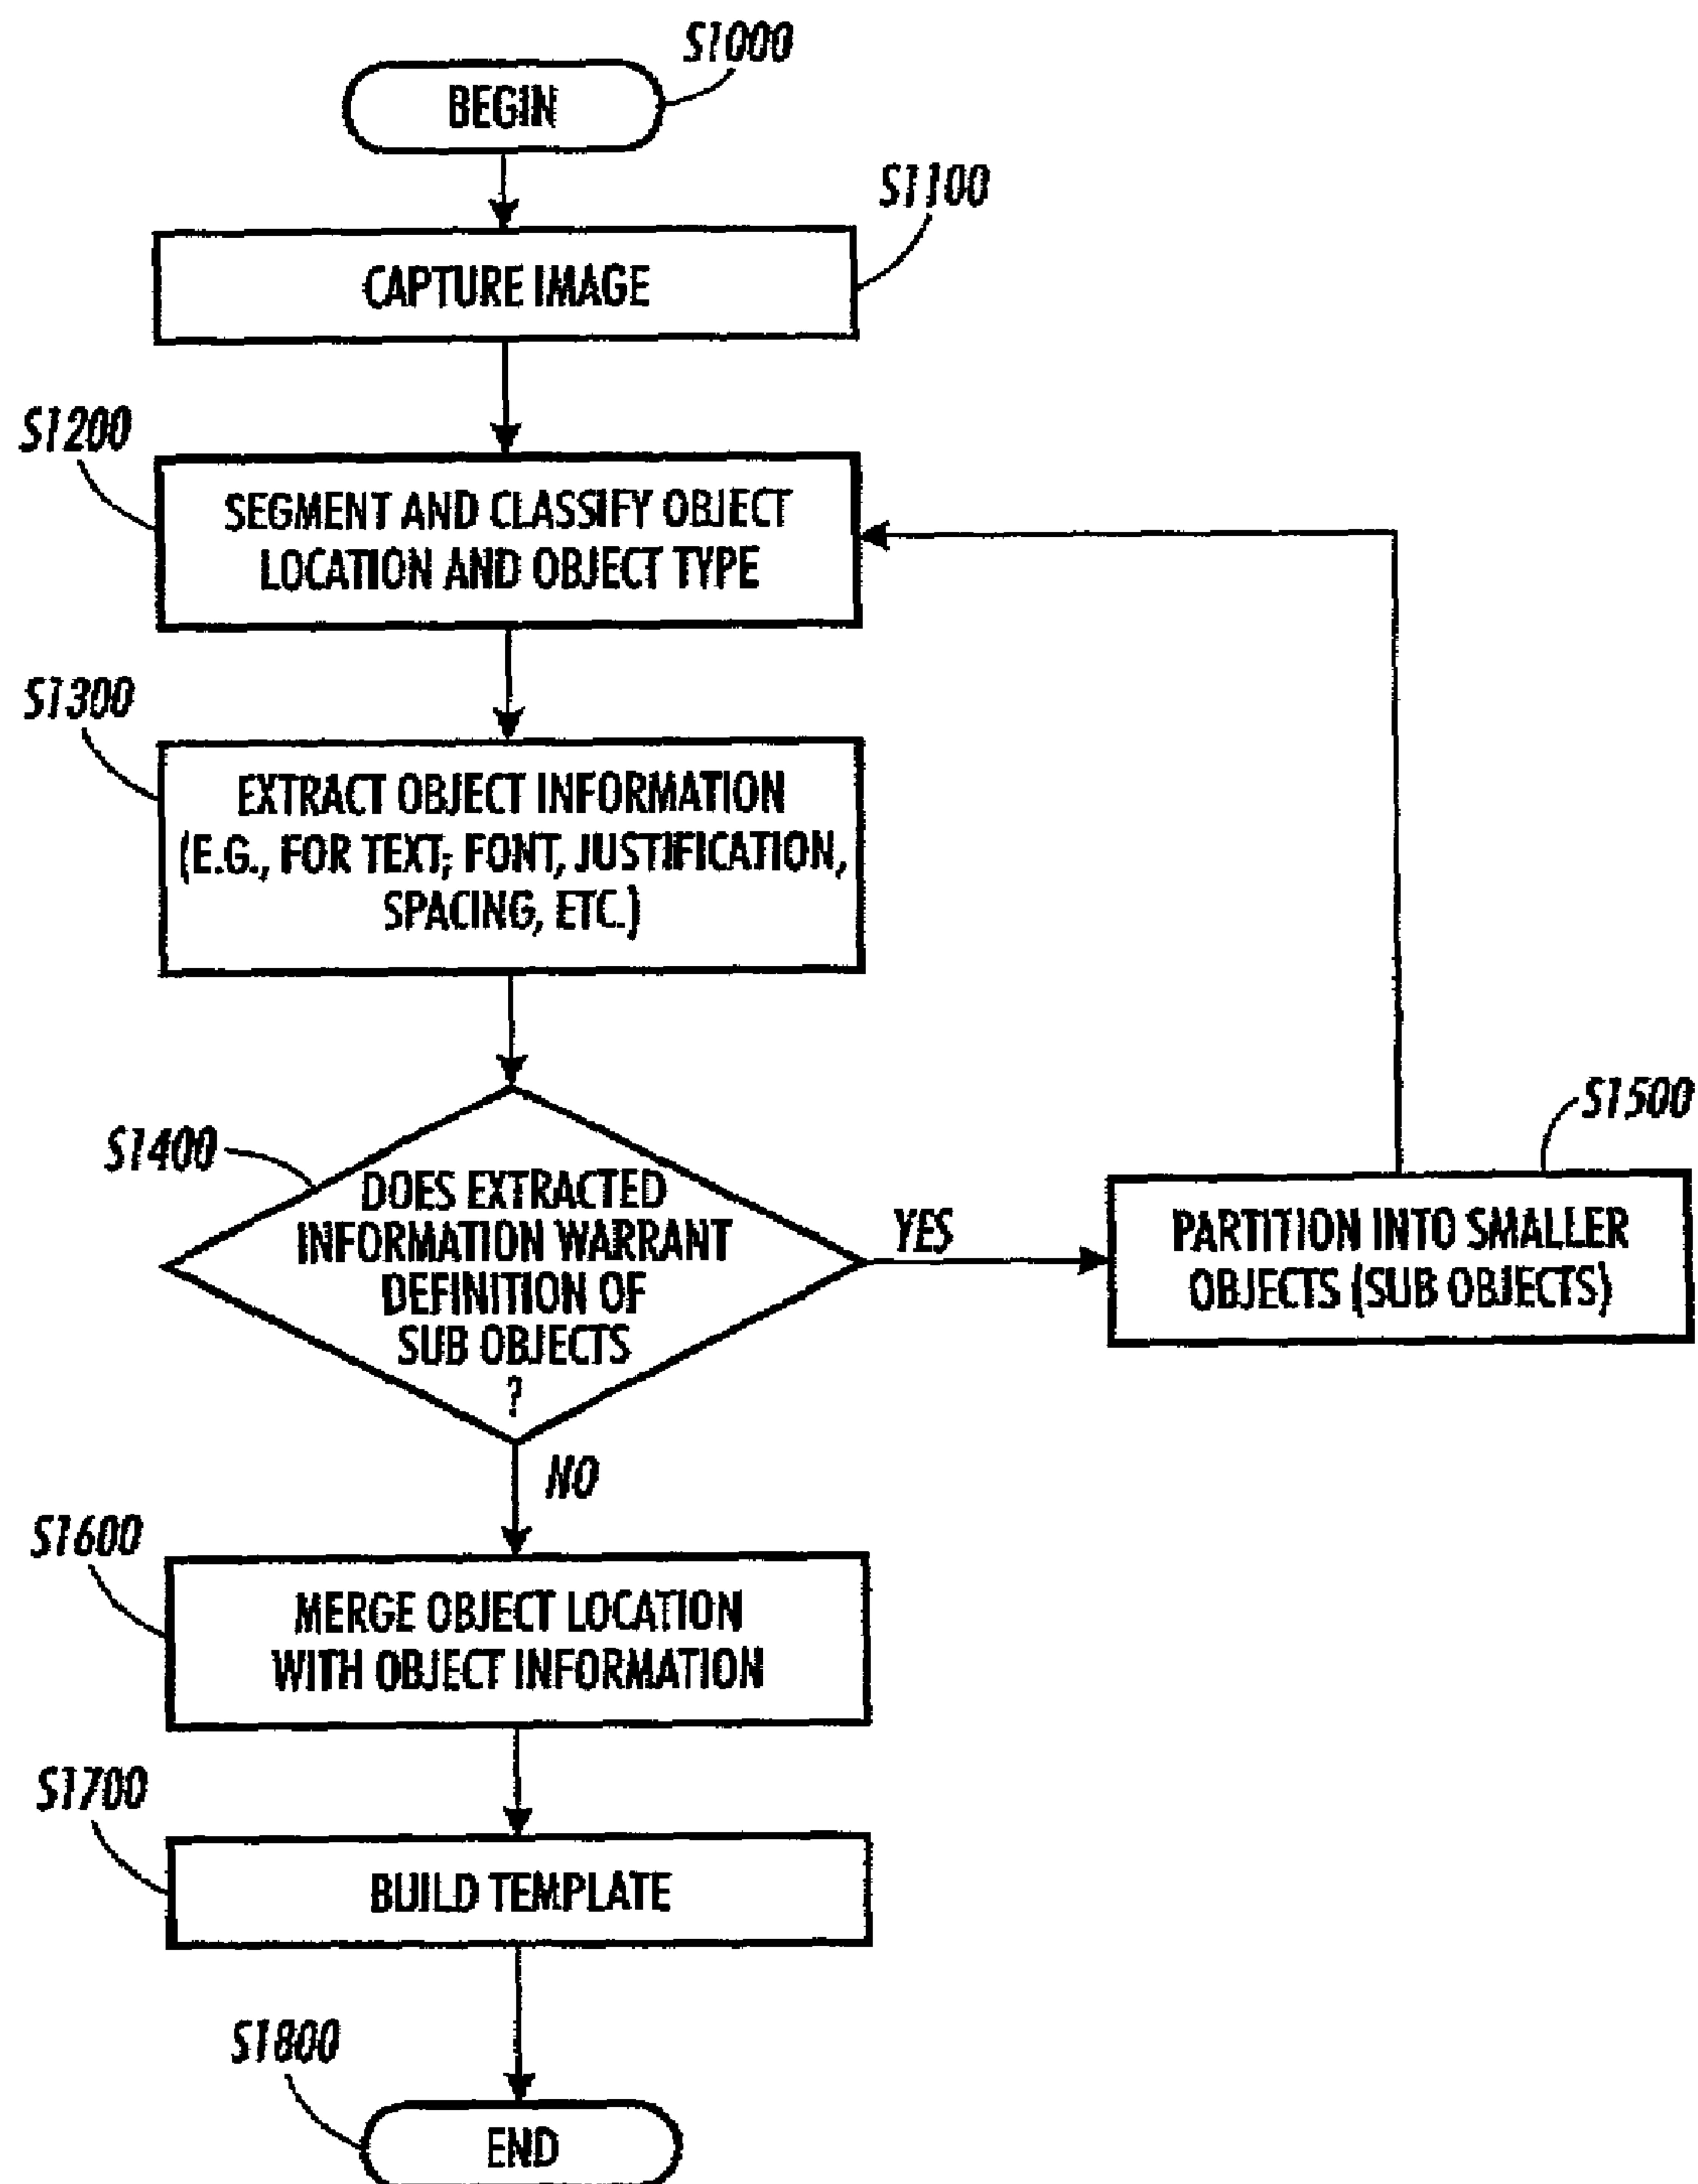 S1000
BEGIN
S1100
CAPTURE IMAGE
S1200
SEGMENT AND CLASSIFY OBJECT
LOCATION AND OBJECT TYPE
S1300
EXTRACT OBJECT INFORMATION
(E.G., FOR TEXT; FONT, JUSTIFICATION,
SPACING, ETC.)
S1400
DOES EXTRACTED
INFORMATION WARRANT
DEFINITION OF
SUB OBJECTS
?
YES
S1500
PARTITION INTO SMALLER
OBJECTS (SUB OBJECTS)
NO
S1600
MERGE OBJECT LOCATION
WITH OBJECT INFORMATION
S1700
BUILD TEMPLATE
S1800
END